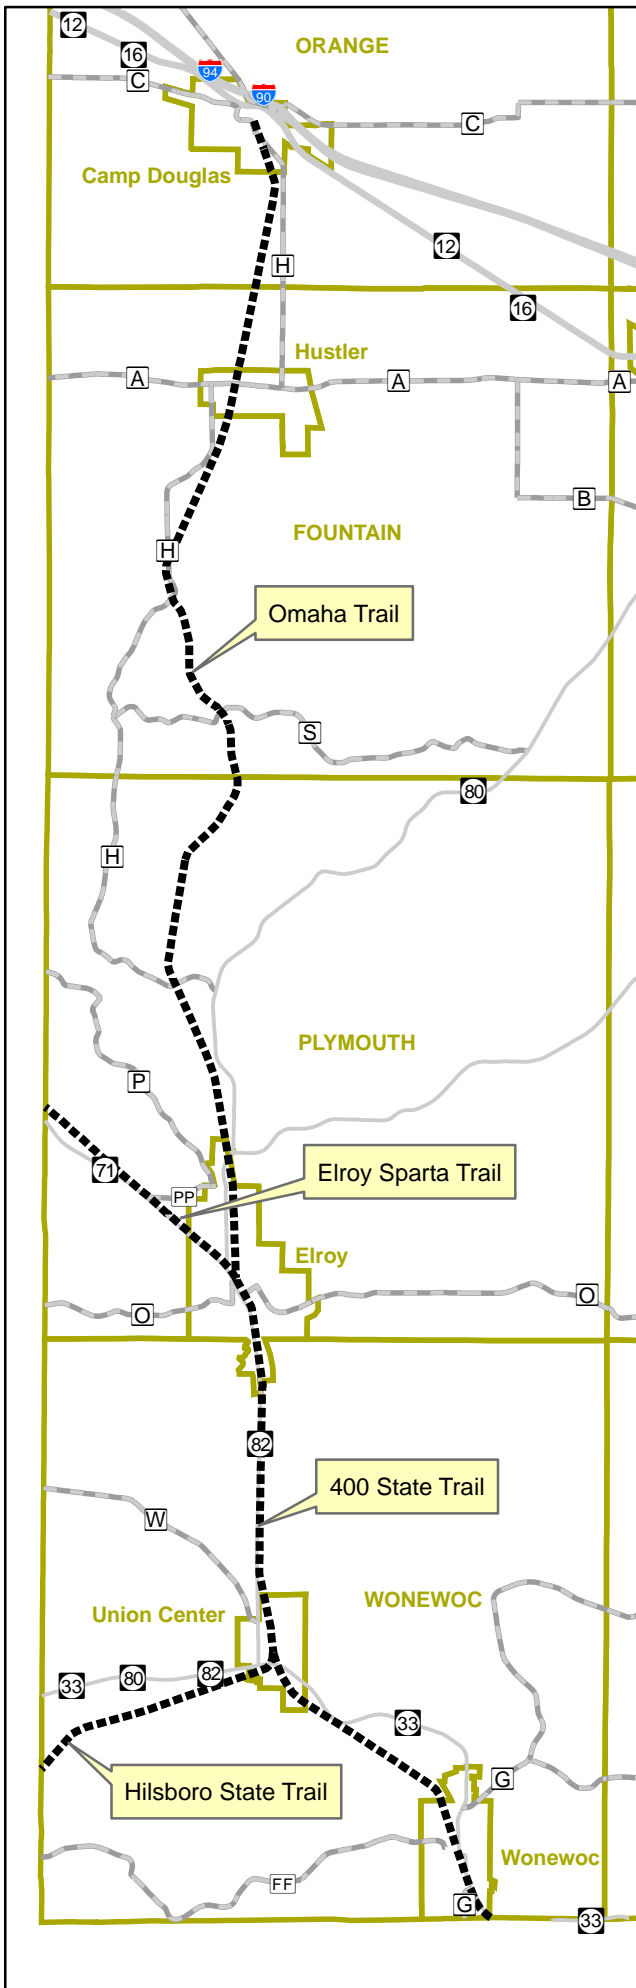 12
ORANGE
16
94
C
90
C
Camp Douglas
12
H
16
Hustler
A
A
A
B
FOUNTAIN
H
Omaha Trail
S
80
H
PLYMOUTH
P
71
Elroy Sparta Trail
PP
Elroy
O
O
82
400 State Trail
W
WONEWOC
Union Center
82
80
33
33
G
Hilsboro State Trail
Wonewoc
FF
G
33